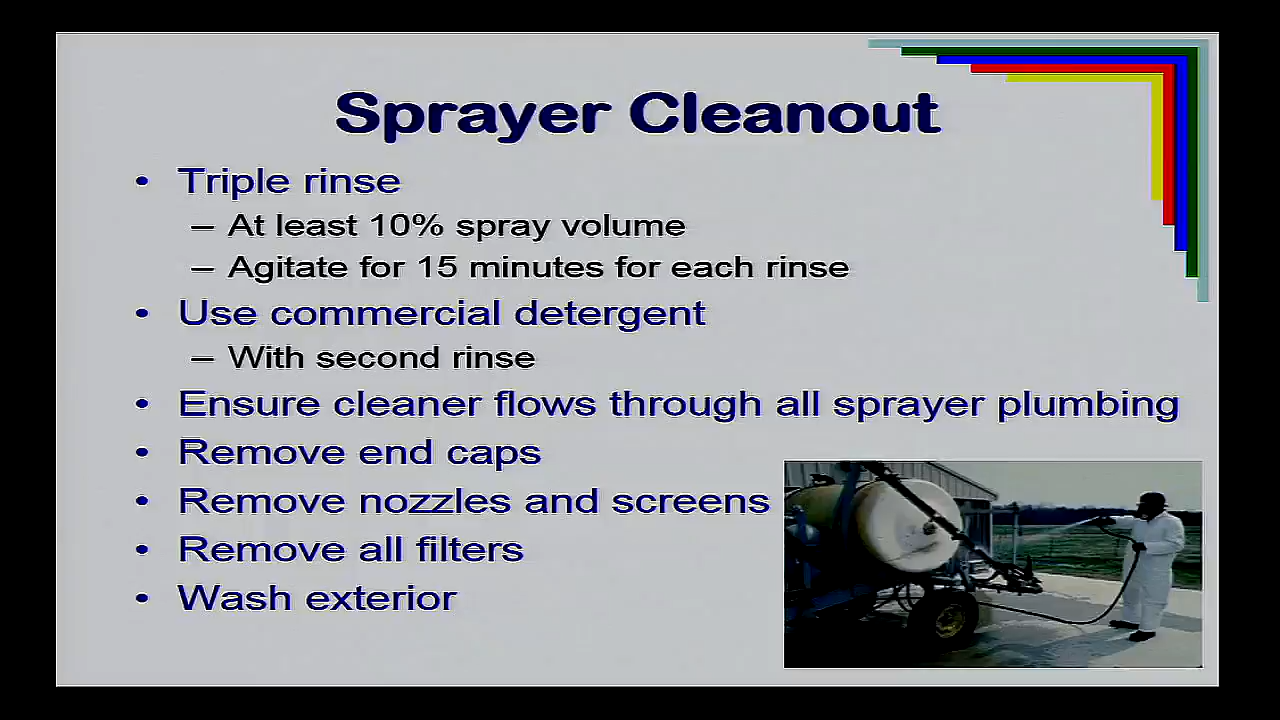 Sprayer Cleanout
• Triple rinse
– At least 10% spray volume
– Agitate for 15 minutes for each rinse
• Use commercial detergent
– With second rinse
• Ensure cleaner flows through all sprayer plumbing
• Remove end caps
• Remove nozzles and screens
• Remove all filters
• Wash exterior